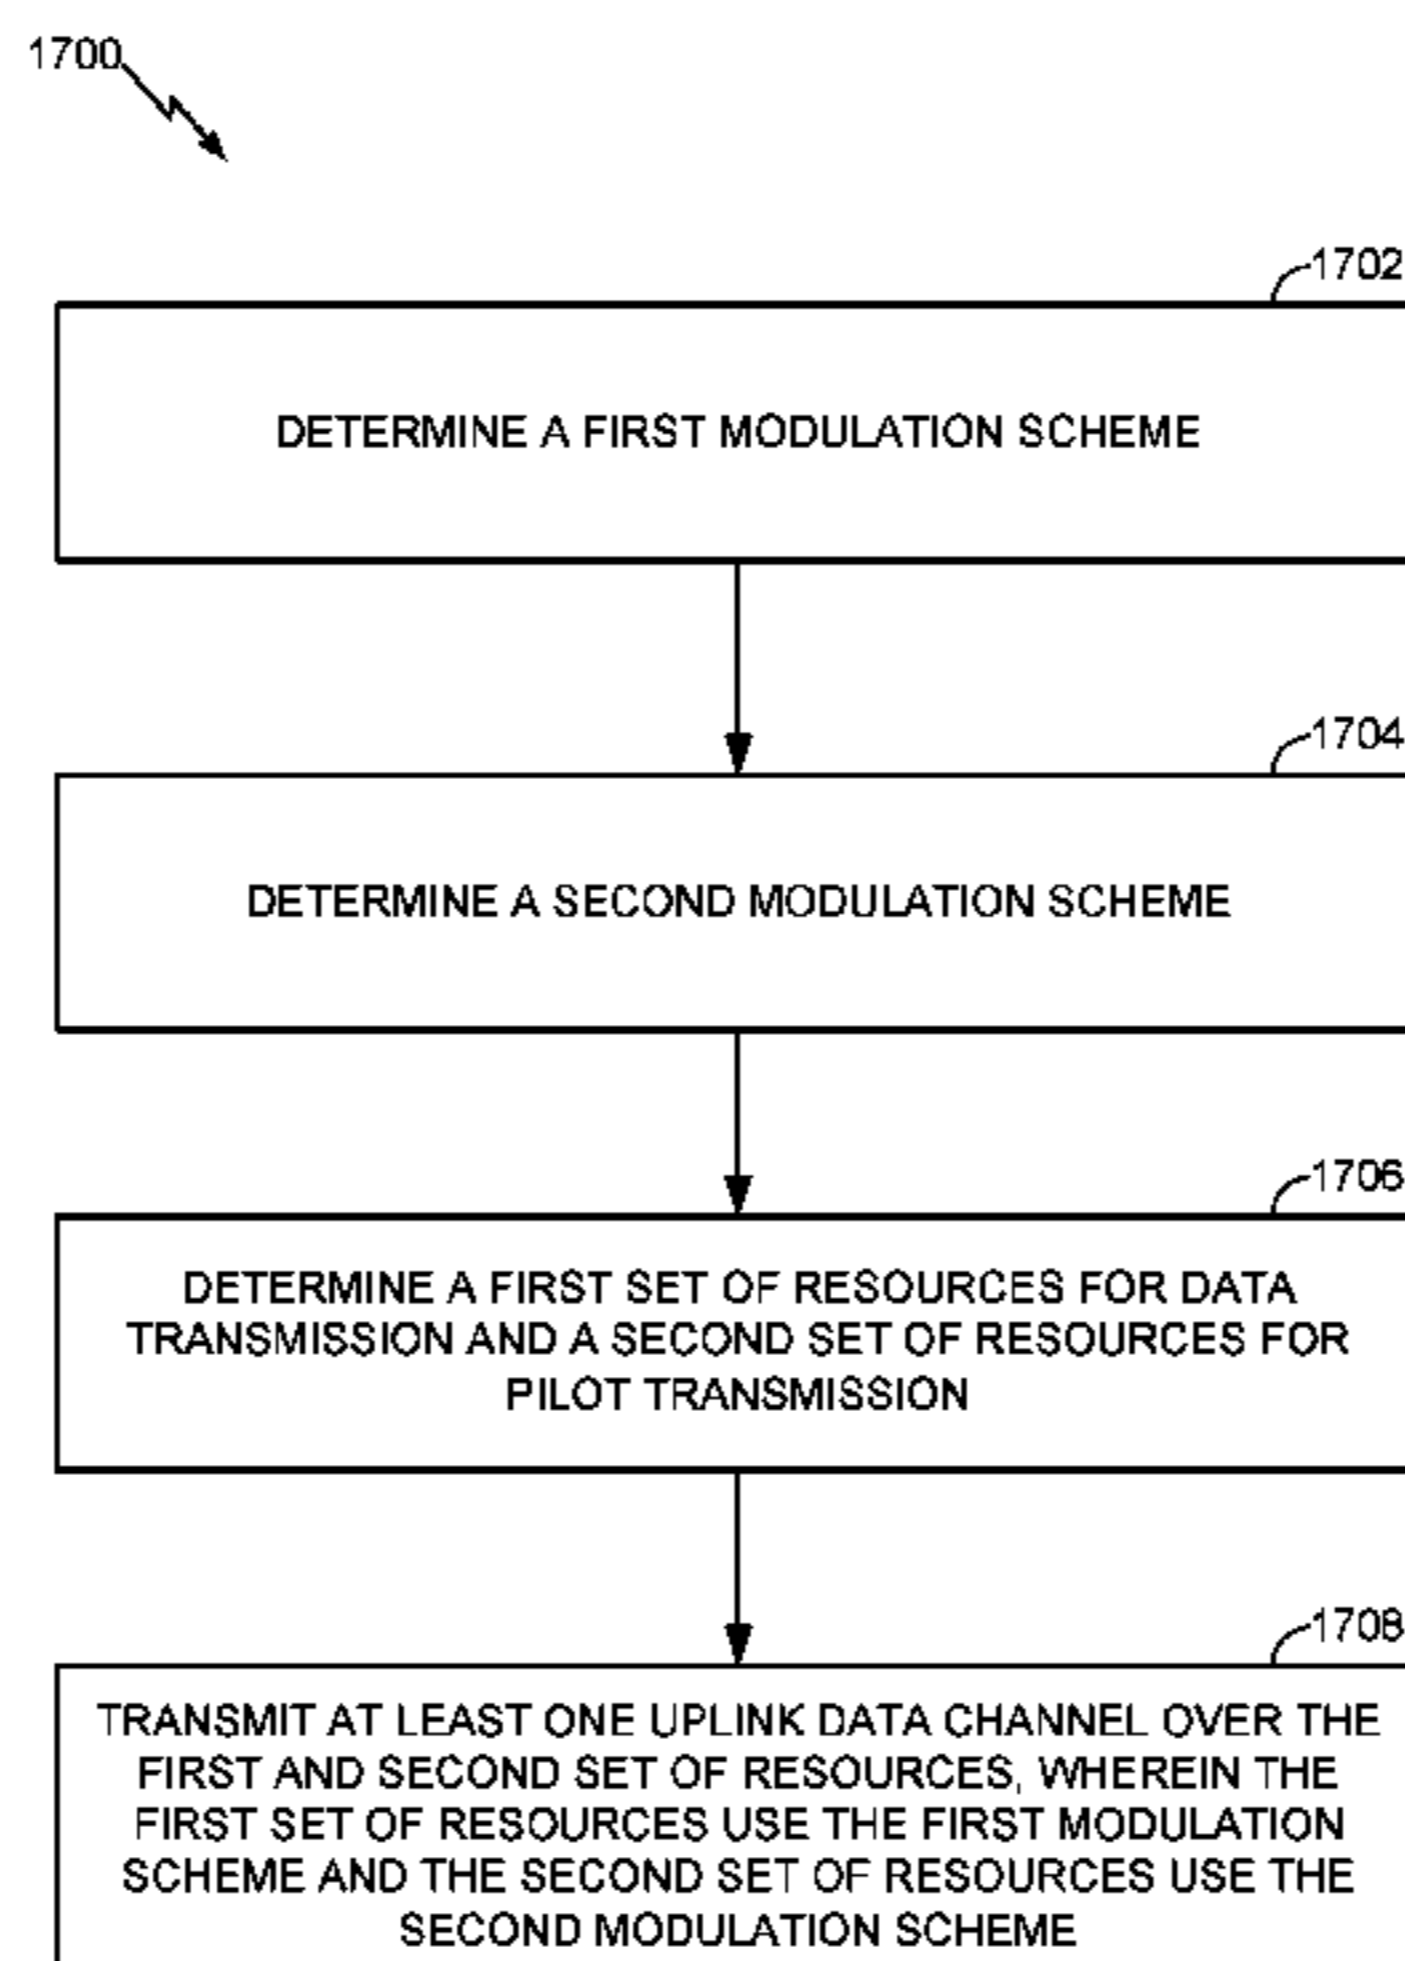 1700
1702
DETERMINE A FIRST MODULATION SCHEME
1704
DETERMINE A SECOND MODULATION SCHEME
1706
DETERMINE A FIRST SET OF RESOURCES FOR DATA
TRANSMISSION AND A SECOND SET OF RESOURCES FOR
PILOT TRANSMISSION
1708
TRANSMIT AT LEAST ONE UPLINK DATA CHANNEL OVER THE
FIRST AND SECOND SET OF RESOURCES, WHEREIN THE
FIRST SET OF RESOURCES USE THE FIRST MODULATION
SCHEME AND THE SECOND SET OF RESOURCES USE THE
SECOND MODULATION SCHEME